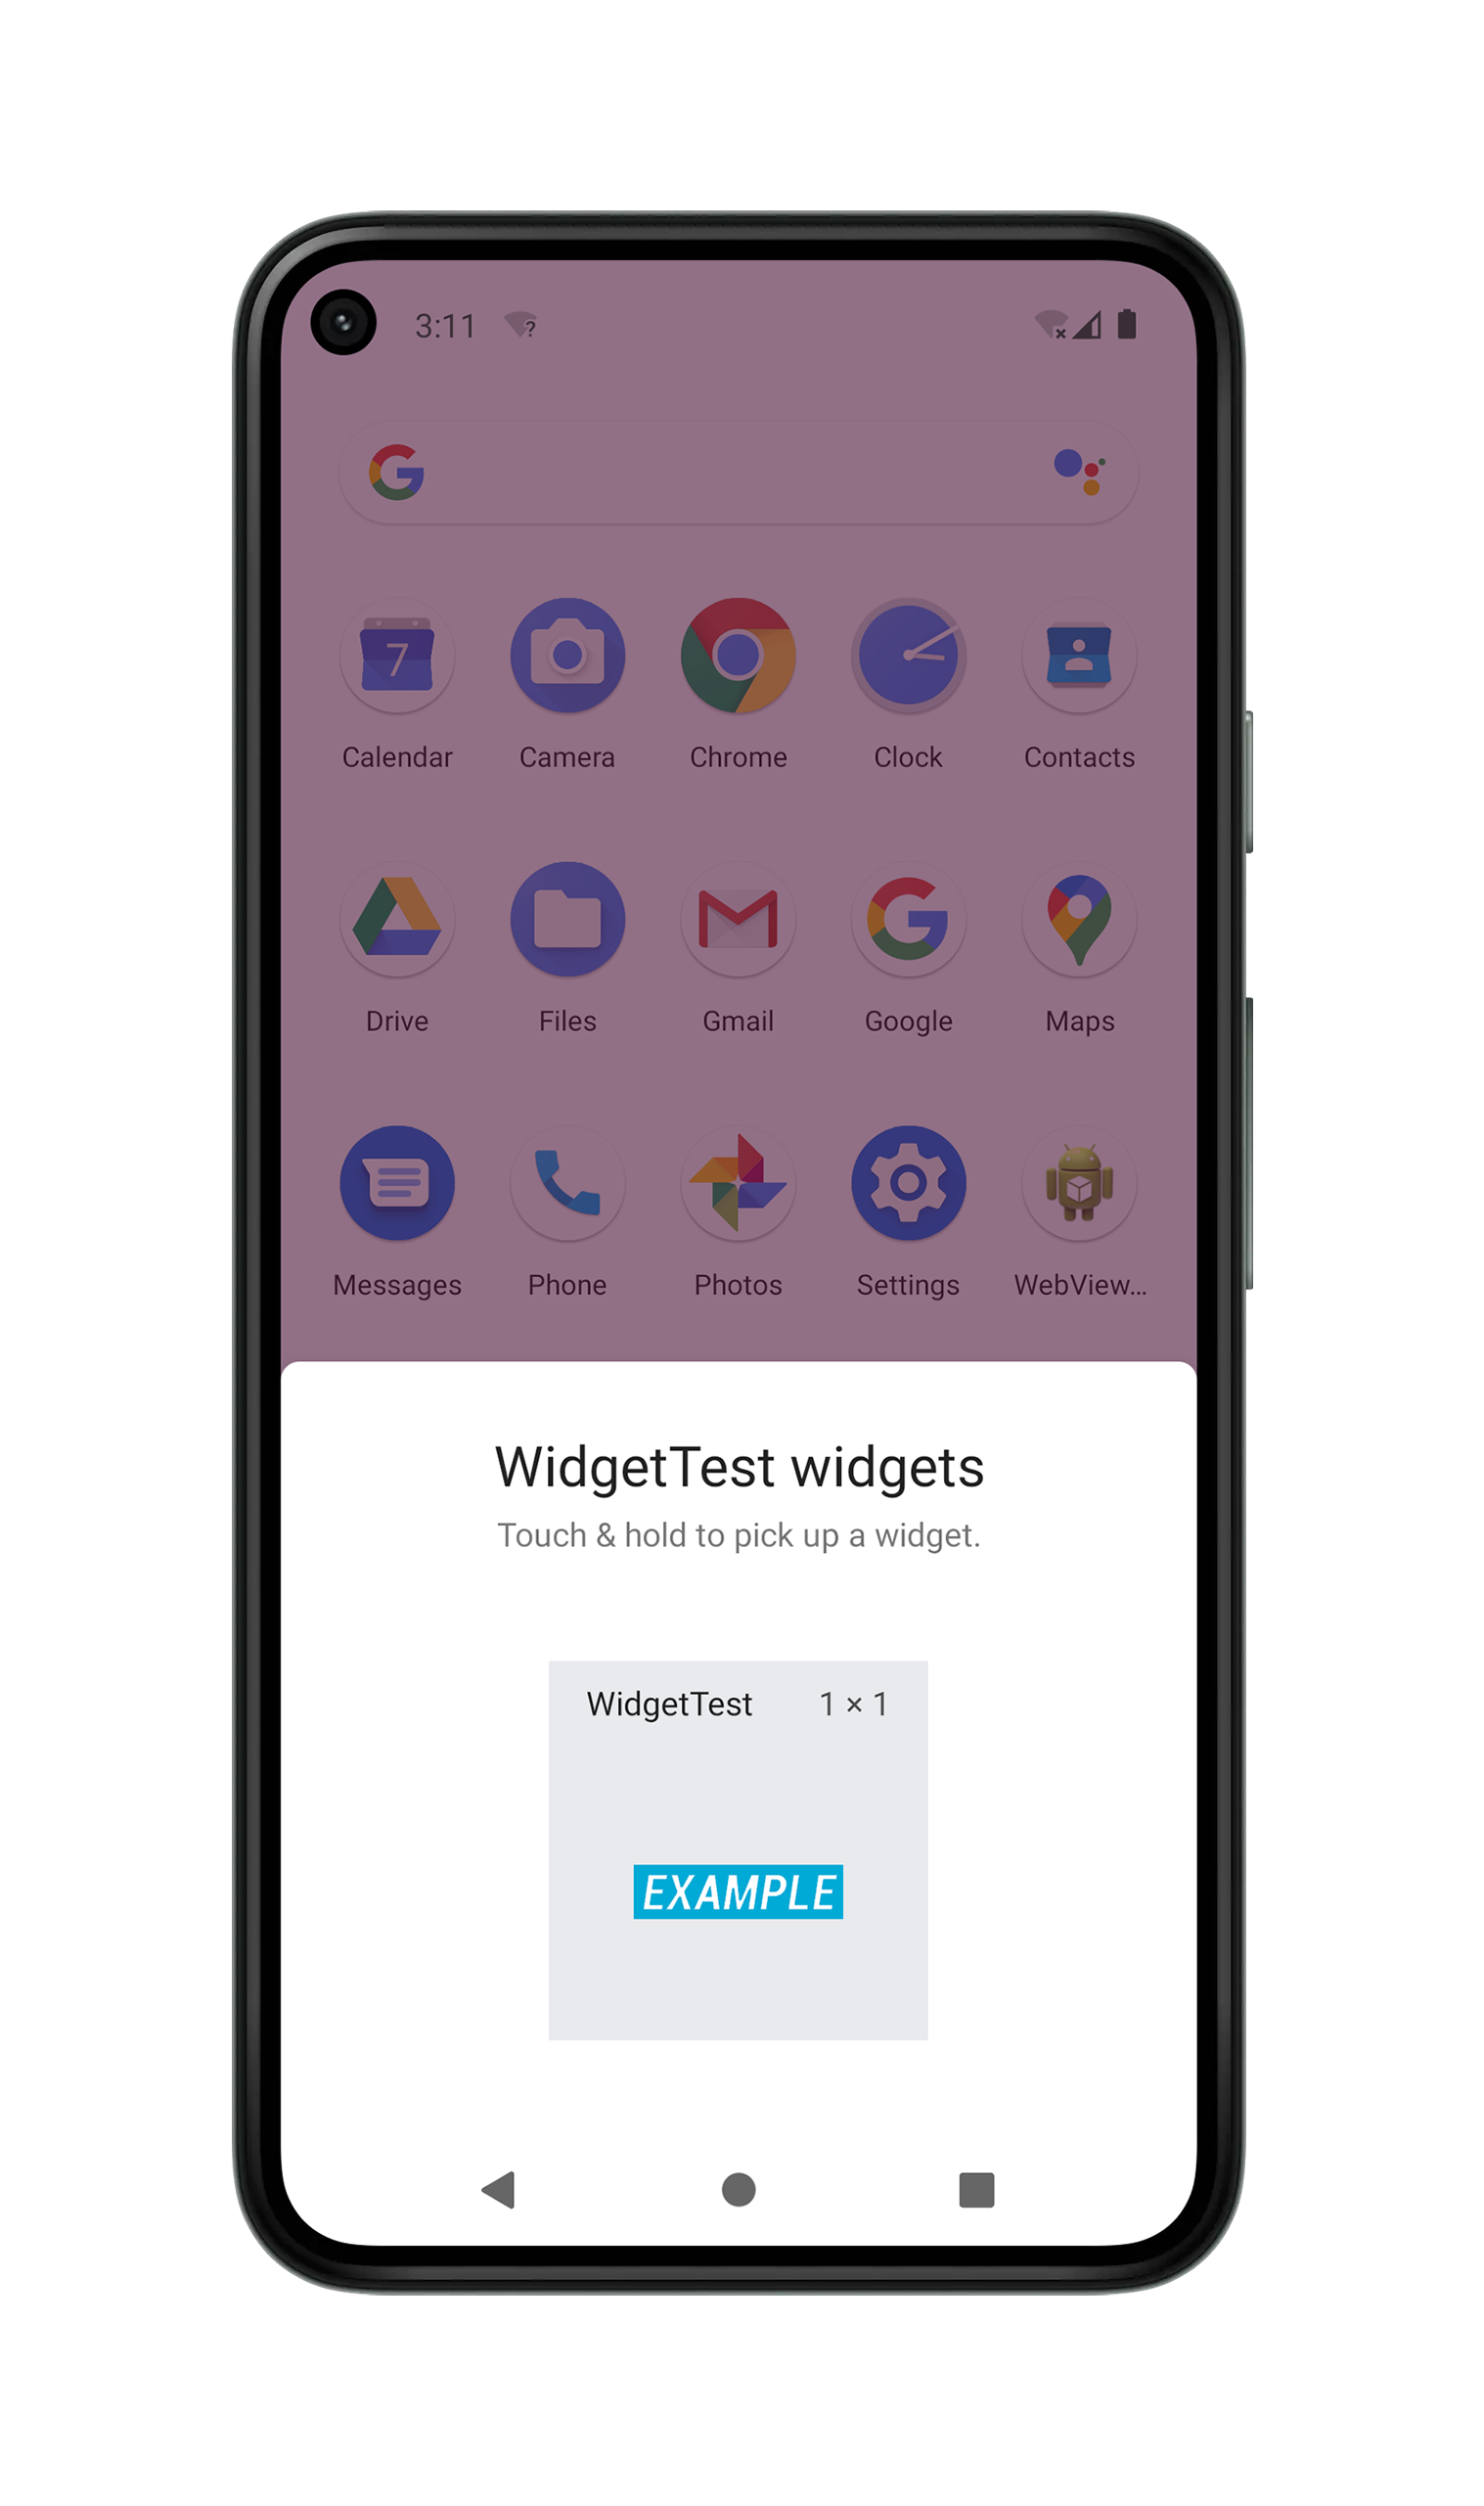 3:11
7
Calendar Camera Chrome Clock Contacts
Drive Files Gmail Google Maps
Messages Phone Photos Settings WebView...
WidgetTest widgets
Touch & hold to pick up a widget.
WidgetTest 1 × 1
EXAMPLE